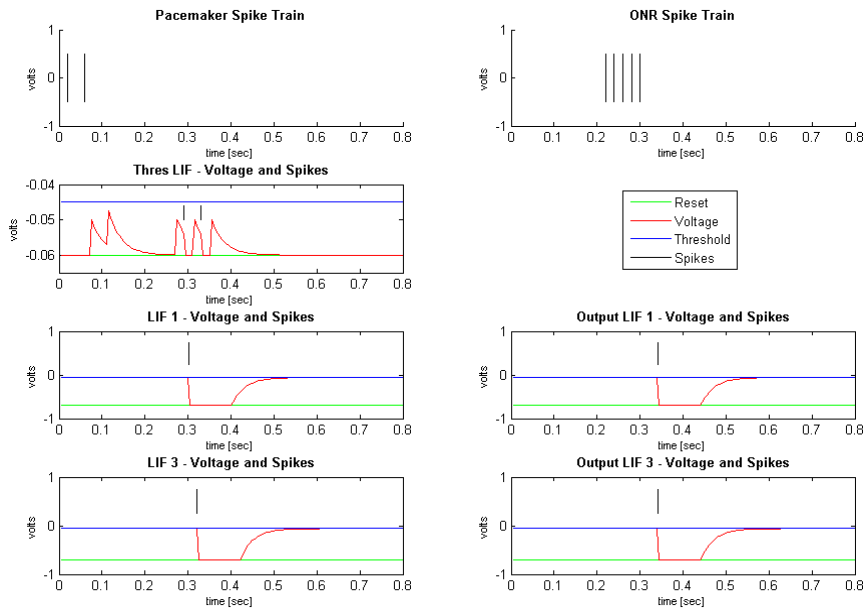 Pacemaker Spike Train
1
0
-1
volts
0 0.1 0.2 0.3 0.4 0.5 0.6 0.7 0.8
time [sec]
ONR Spike Train
1
0
-1
volts
0 0.1 0.2 0.3 0.4 0.5 0.6 0.7 0.8
time [sec]
Thres LIF - Voltage and Spikes
-0.04
-0.05
-0.06
volts
0 0.1 0.2 0.3 0.4 0.5 0.6 0.7 0.8
time [sec]
Reset
Voltage
Threshold
Spikes
LIF 1 - Voltage and Spikes
1
0
-1
volts
0 0.1 0.2 0.3 0.4 0.5 0.6 0.7 0.8
time [sec]
Output LIF 1 - Voltage and Spikes
1
0
-1
volts
0 0.1 0.2 0.3 0.4 0.5 0.6 0.7 0.8
time [sec]
LIF 3 - Voltage and Spikes
1
0
-1
volts
0 0.1 0.2 0.3 0.4 0.5 0.6 0.7 0.8
time [sec]
Output LIF 3 - Voltage and Spikes
1
0
-1
volts
0 0.1 0.2 0.3 0.4 0.5 0.6 0.7 0.8
time [sec]